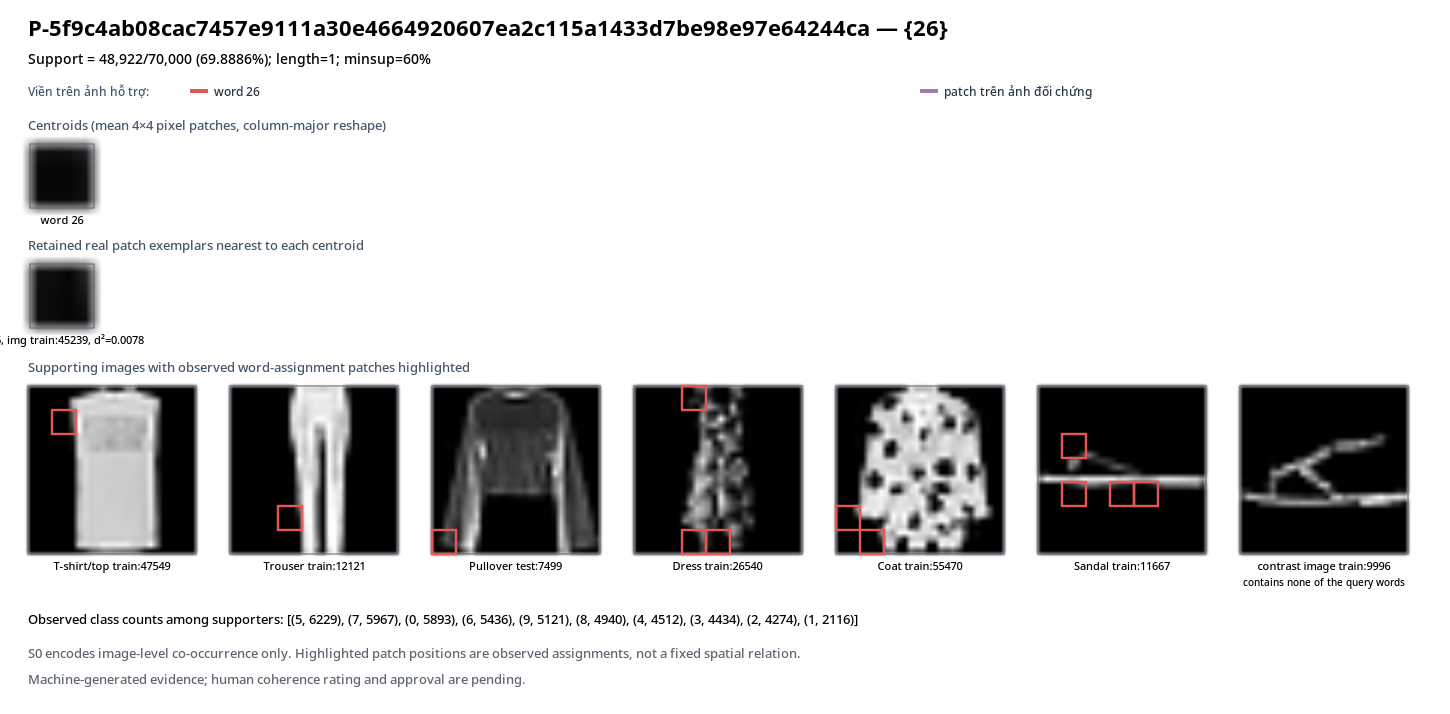 P-5f9c4ab08cac7457e9111a30e4664920607ea2c115a1433d7be98e97e64244ca — {26}
Support = 48,922/70,000 (69.8886%); length=1; minsup=60%
Viền trên ảnh hỗ trợ: word 26 patch trên ảnh đối chứng
Centroids (mean 4×4 pixel patches, column-major reshape)
word 26
Retained real patch exemplars nearest to each centroid
, img train:45239, d²=0.0078
Supporting images with observed word-assignment patches highlighted
T-shirt/top train:47549 Trouser train:12121 Pullover test:7499 Dress train:26540 Coat train:55470 Sandal train:11667 contrast image train:9996
contains none of the query words
Observed class counts among supporters: [(5, 6229), (7, 5967), (0, 5893), (6, 5436), (9, 5121), (8, 4940), (4, 4512), (3, 4434), (2, 4274), (1, 2116)]
S0 encodes image-level co-occurrence only. Highlighted patch positions are observed assignments, not a fixed spatial relation.
Machine-generated evidence; human coherence rating and approval are pending.